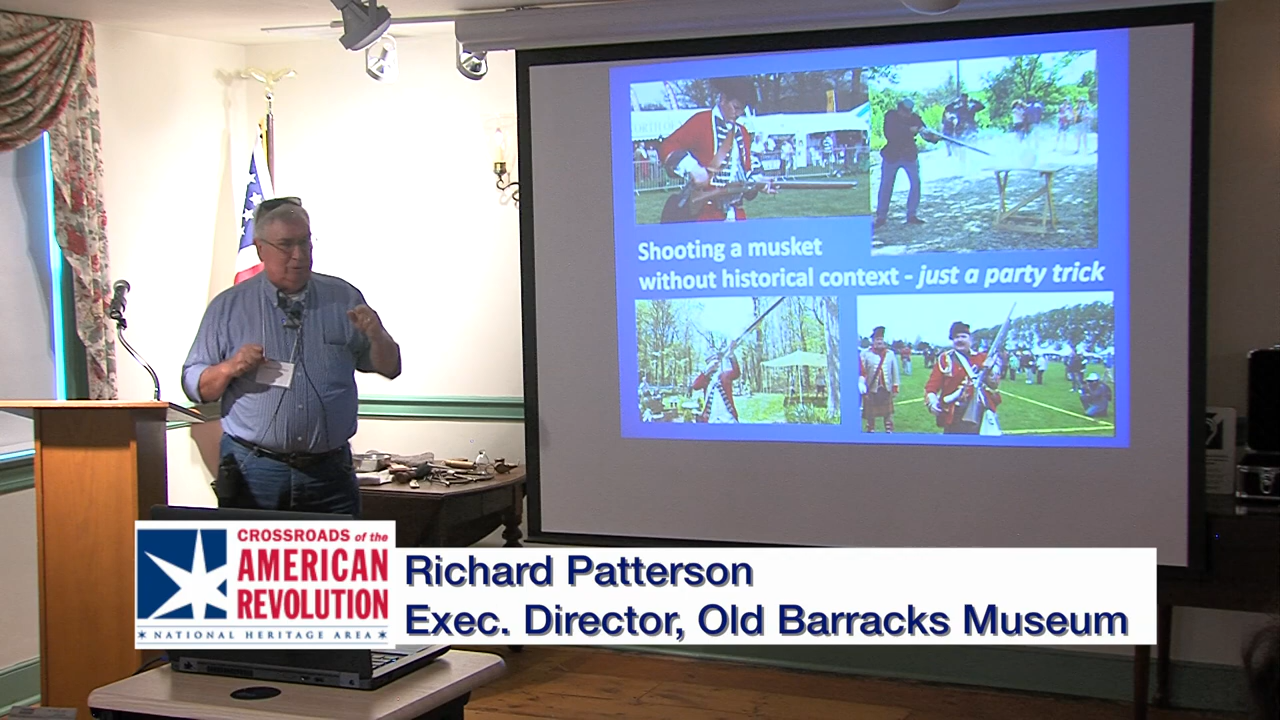 Shooting a musket
without historical context - just a party trick
CROSSROADS of the
AMERICAN
REVOLUTION
NATIONAL HERITAGE AREA
Richard Patterson
Exec. Director, Old Barracks Museum